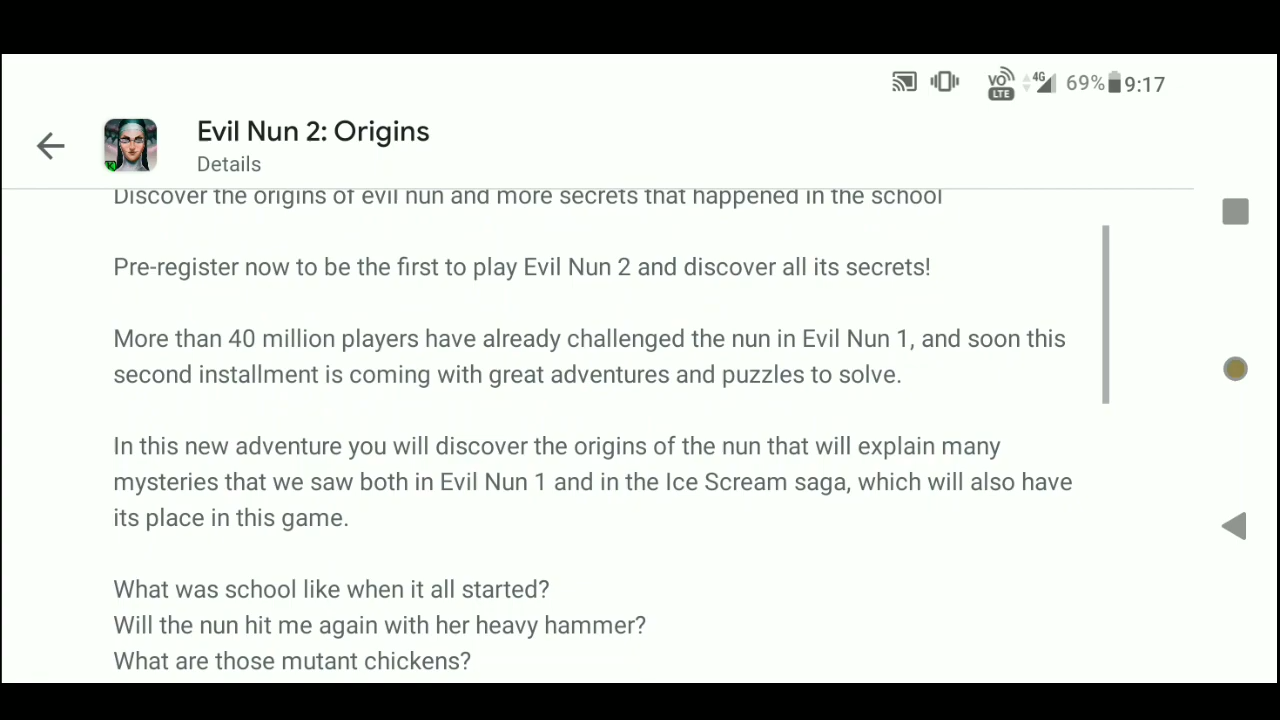 VO LTE 4G 69% 9:17
Evil Nun 2: Origins
Details
Discover the origins of evil nun and more secrets that happened in the school
Pre-register now to be the first to play Evil Nun 2 and discover all its secrets!
More than 40 million players have already challenged the nun in Evil Nun 1, and soon this
second installment is coming with great adventures and puzzles to solve.
In this new adventure you will discover the origins of the nun that will explain many
mysteries that we saw both in Evil Nun 1 and in the Ice Scream saga, which will also have
its place in this game.
What was school like when it all started?
Will the nun hit me again with her heavy hammer?
What are those mutant chickens?